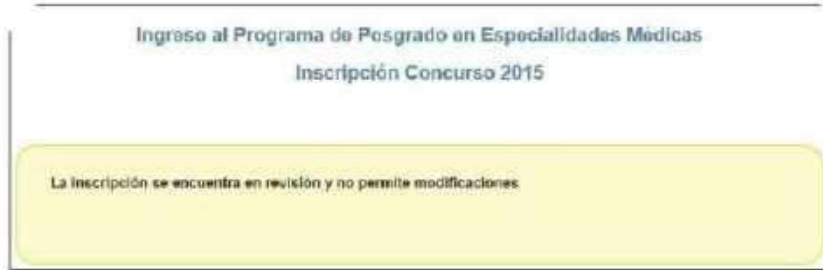 Ingreso al Programa de Posgrado en Especialidades Médicas
Inscripción Concurso 2015
La inscripción se encuentra en revisión y no permite modificaciones